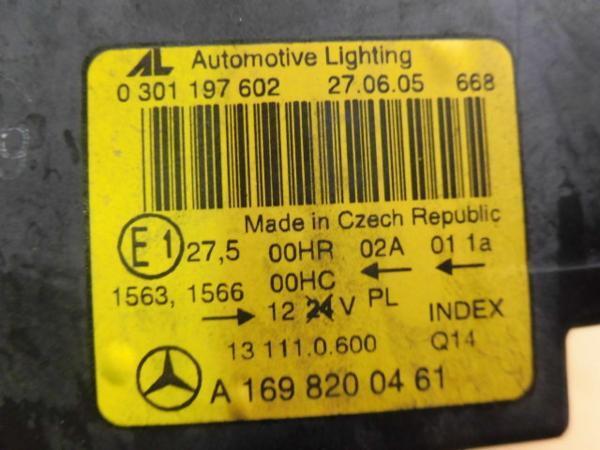 AL Automotive Lighting
0 301 197 602 27.06.05 668
Made in Czech Republic
E1 27,5 00HR 02A 01 1a
00HC ← ←
1563, 1566
→ 12 24 V PL INDEX
13 111.0.600 Q14
A 169 820 04 61